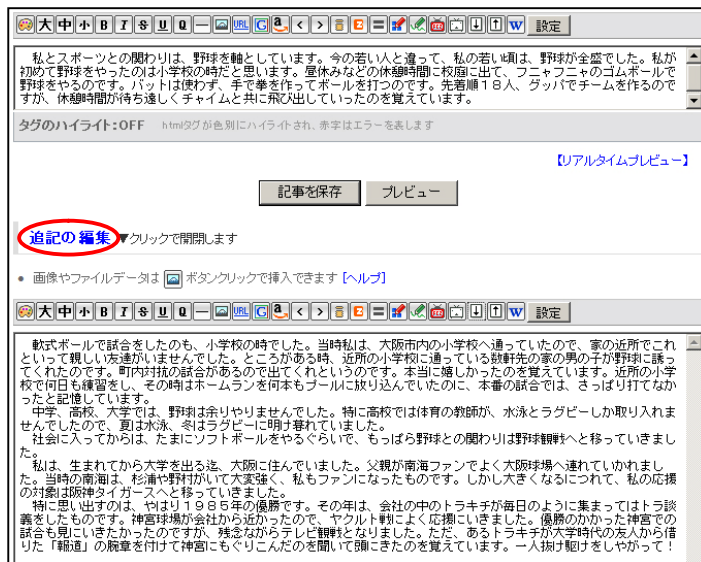 大 中 小 B I S U Q URL G a < > E = W 設定
私とスポーツとの関わりは、野球を軸としています。今の若い人と違って、私の若い頃は、野球が全盛でした。私が
初めて野球をやったのは小学校の時だと思います。昼休みなどの休憩時間に校庭に出て、フニャフニャのゴムボールで
野球をやるのです。バットは使わず、手で拳を作ってボールを打つのです。先着順１８人、グッパでチームを作るので
すが、休憩時間が待ち遠しくチャイムと共に飛び出していったのを覚えています。
タグのハイライト:OFF htmlタグが色別にハイライトされ、赤字はエラーを表します
【リアルタイムプレビュー】
記事を保存 プレビュー
追記の編集 ▼クリックで開閉します
• 画像やファイルデータは ボタンクリックで挿入できます [ヘルプ]
大 中 小 B I S U Q URL G a < > E = W 設定
軟式ボールで試合をしたのも、小学校の時でした。当時私は、大阪市内の小学校へ通っていたので、家の近所でこれ
といって親しい友達がいませんでした。ところがある時、近所の小学校に通っている数軒先の家の男の子が野球に誘っ
てくれたのです。町内対抗の試合があるので出てくれというのです。本当に嬉しかったのを覚えています。近所の小学
校で何日も練習をし、その時はホームランを何本もプールに放り込んでいたのに、本番の試合では、さっぱり打てなか
ったと記憶しています。
中学、高校、大学では、野球は余りやりませんでした。特に高校では体育の教師が、水泳とラグビーしか取り入れま
せんでしたので、夏は水泳、冬はラグビーに明け暮れていました。
社会に入ってからは、たまにソフトボールをやるぐらいで、もっぱら野球との関わりは野球観戦へと移っていきまし
た。
私は、生まれてから大学を出る迄、大阪に住んでいました。父親が南海ファンでよく大阪球場へ連れていかれまし
た。当時の南海は、杉浦や野村がいて大変強く、私もファンになったものです。しかし大きくなるにつれて、私の応援
の対象は阪神タイガースへと移っていきました。
特に思い出すのは、やはり１９８５年の優勝です。その年は、会社の中のトラキチが毎日のように集まってはトラ談
義をしたものです。神宮球場が会社から近かったので、ヤクルト戦によく応援にいきました。優勝のかかった神宮での
試合も見にいきたかったのですが、残念ながらテレビ観戦となりました。ただ、あるトラキチが大学時代の友人から借
りた「報道」の腕章を付けて神宮にもぐりこんだのを聞いて頭にきたのを覚えています。一人抜け駆けをしやがって！